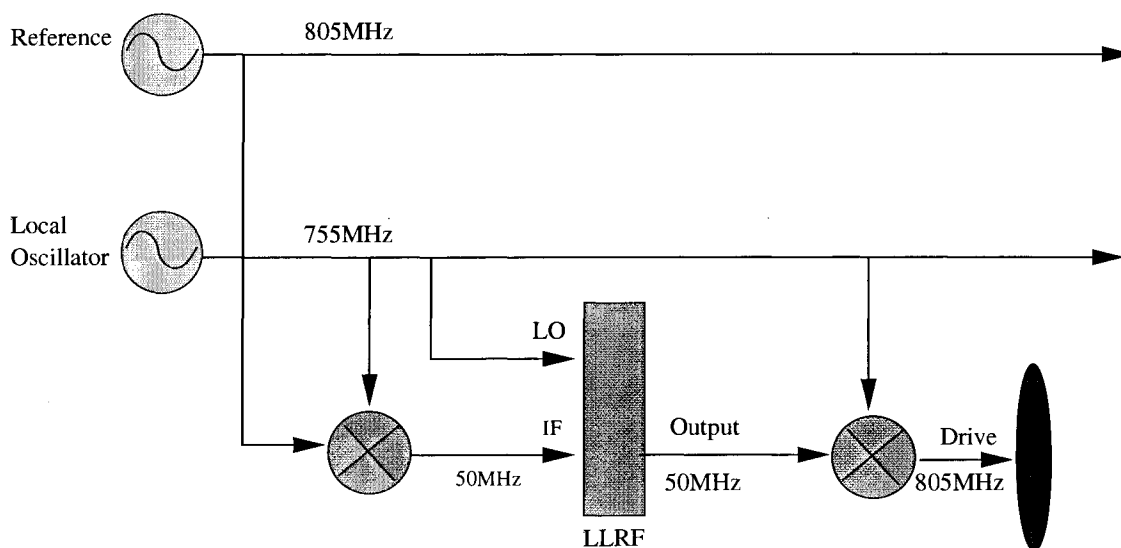 Reference
805MHz
Local
Oscillator
755MHz
LO
IF
50MHz
LLRF
Output
50MHz
Drive
805MHz